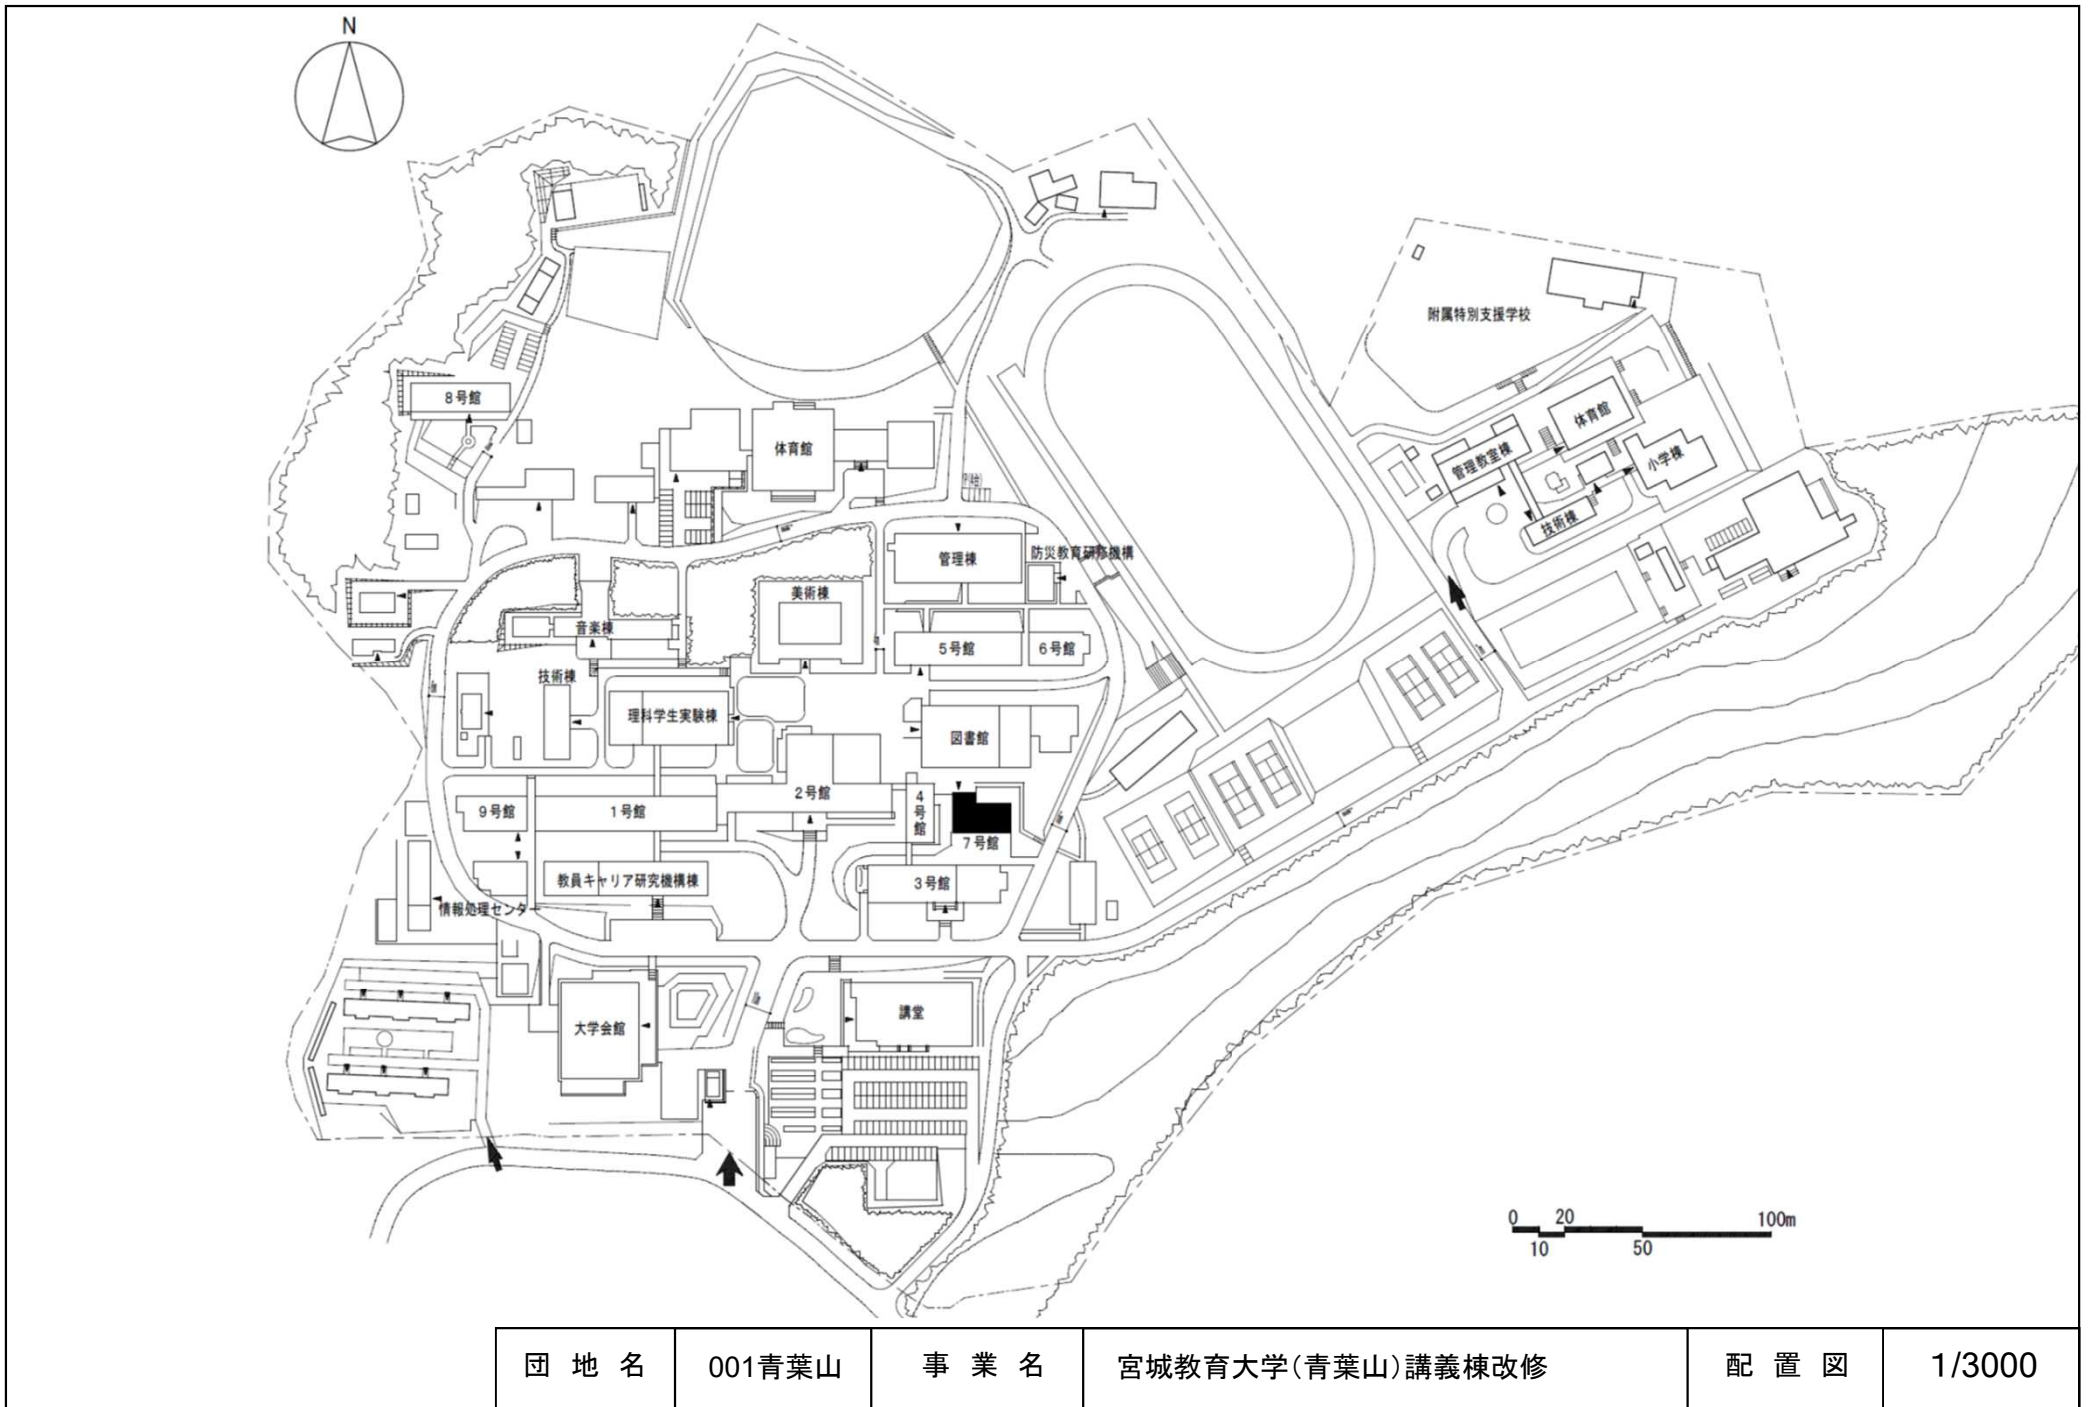 N
附属特別支援学校
8号館
体育館
体育館
管理教室棟
小学棟
技術棟
管理棟
防災教育研修機構
美術棟
音楽棟
5号館
6号館
技術棟
理科学生実験棟
図書館
9号館
1号館
2号館
4号館
7号館
教員キャリア研究機構棟
3号館
情報処理センター
大学会館
講堂
0 20 100m
10 50
団地名 001青葉山 事業名 宮城教育大学(青葉山)講義棟改修 配置図 1/3000